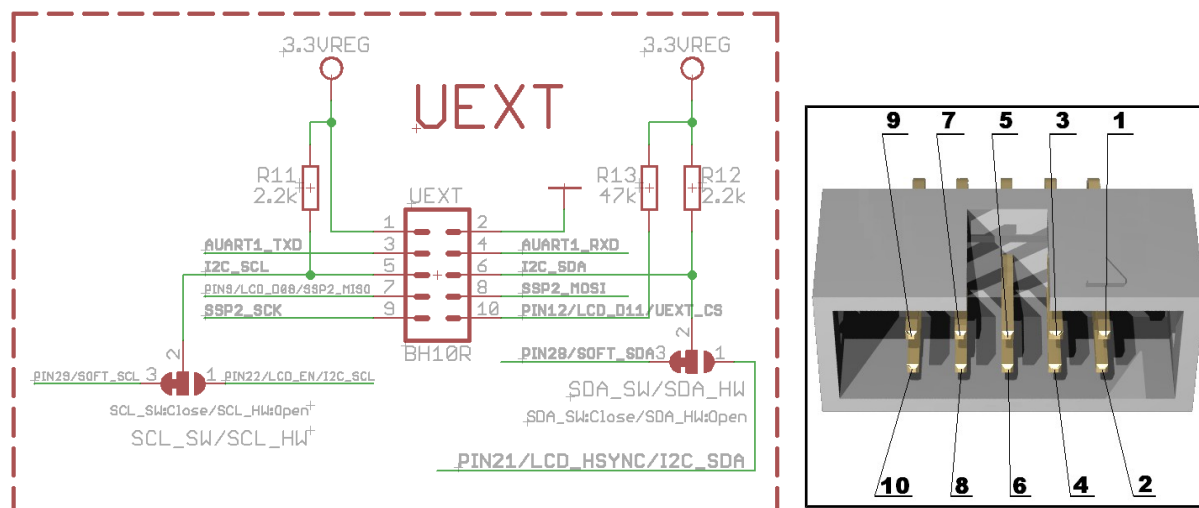 3.3VREG 3.3VREG
UEXT
R11 2.2k
UEXT
R13 47k
R12 2.2k
1 2
AUART1_TXD 3 4 AUART1_RXD
I2C_SCL 5 6 I2C_SDA
PIN9/LCD_D08/SSP2_MISO 7 8 SSP2_MOSI
SSP2_SCK 9 10 PIN12/LCD_D11/UEXT_CS
BH10R
2
PIN29/SOFT_SCL 3 1 PIN22/LCD_EN/I2C_SCL
SCL_SW:Close/SCL_HW:Open
SCL_SW/SCL_HW
2
PIN28/SOFT_SDA 3 1
SDA_SW/SDA_HW
SDA_SW:Close/SDA_HW:Open
PIN21/LCD_HSYNC/I2C_SDA
9 7 5 3 1
10 8 6 4 2